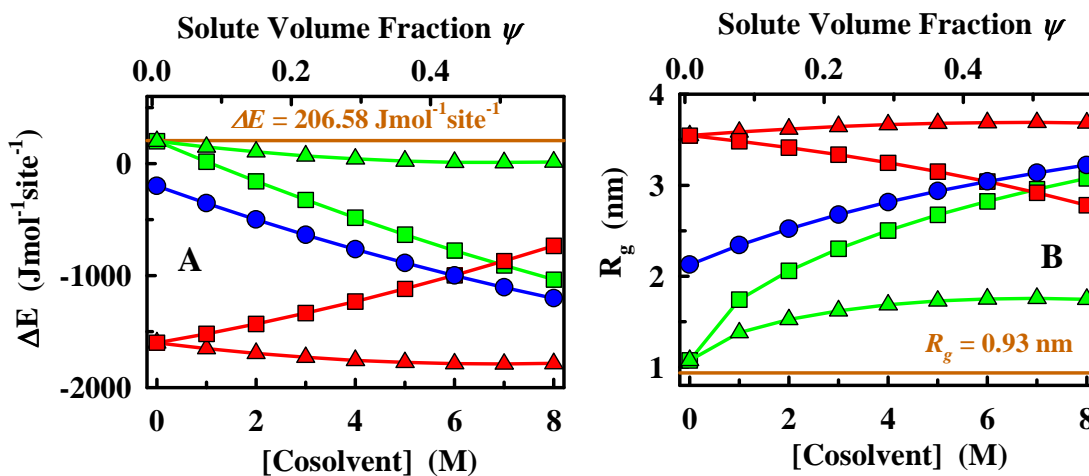 Solute Volume Fraction ψ
0.0 0.2 0.4
ΔE = 206.58 Jmol⁻¹site⁻¹
0
-1000
-2000
ΔE (Jmol⁻¹site⁻¹)
A
0 2 4 6 8
[Cosolvent] (M)
Solute Volume Fraction ψ
0.0 0.2 0.4
4
3
2
1
R_g (nm)
B
R_g = 0.93 nm
0 2 4 6 8
[Cosolvent] (M)